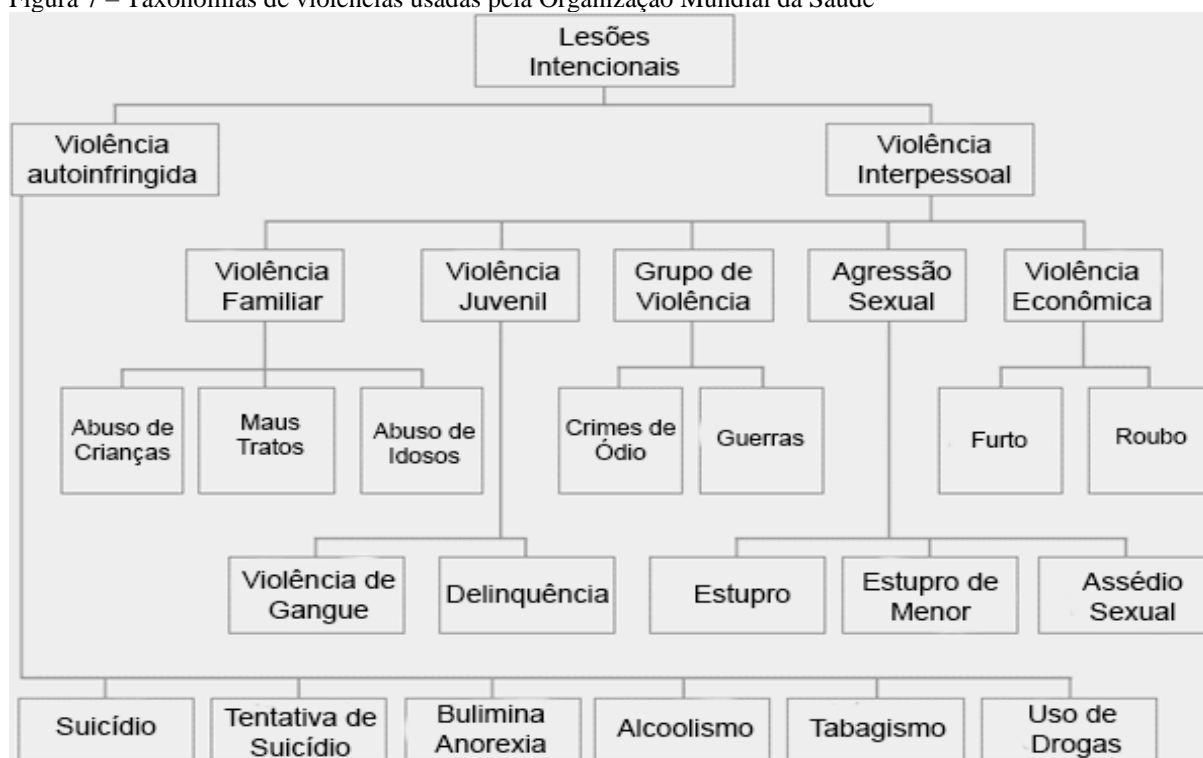 Figura 7 – Taxonomias de violências usadas pela Organização Mundial da Saúde
Lesões
Intencionais
Violência
autoinfringida
Violência
Interpessoal
Violência
Familiar
Violência
Juvenil
Grupo de
Violência
Agressão
Sexual
Violência
Econômica
Abuso de
Crianças
Maus
Tratos
Abuso de
Idosos
Crimes de
Ódio
Guerras
Furto
Roubo
Violência de
Gangue
Delinquência
Estupro
Estupro de
Menor
Assédio
Sexual
Suicídio
Tentativa de
Suicídio
Bulimina
Anorexia
Alcoolismo
Tabagismo
Uso de
Drogas